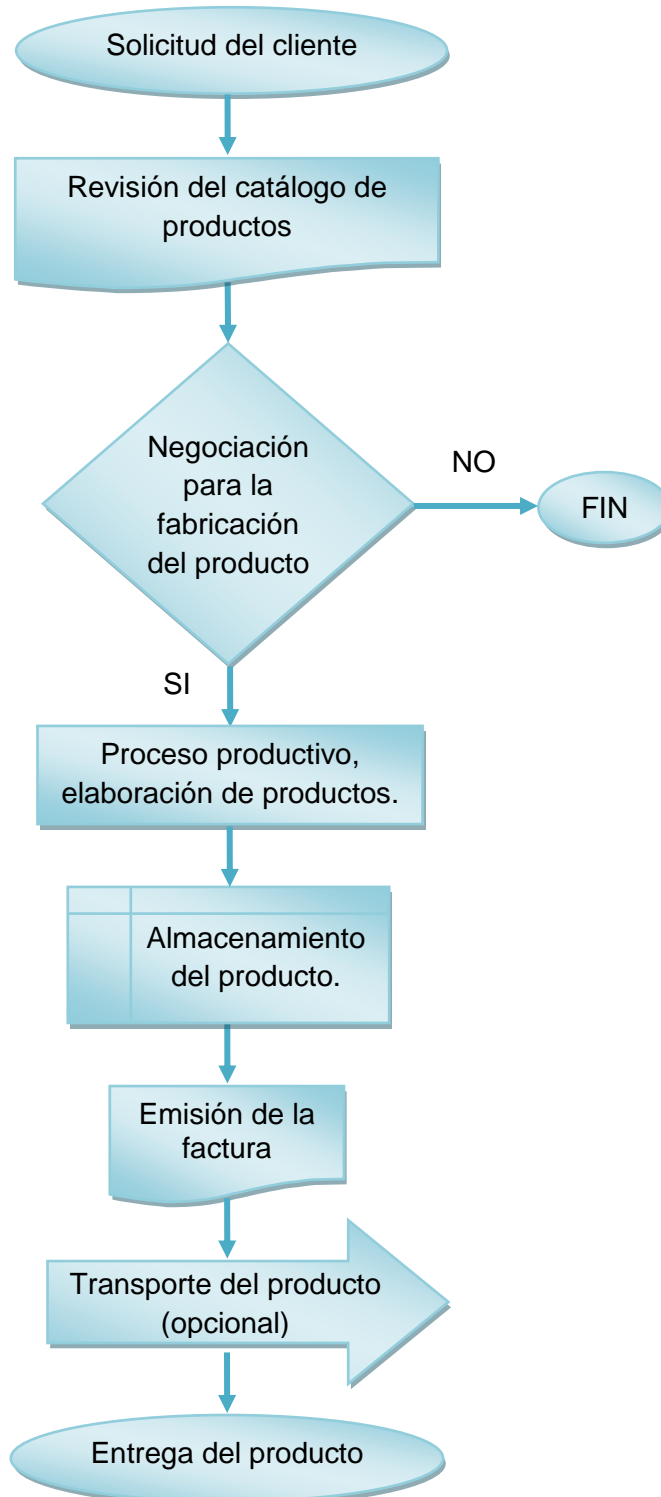 Solicitud del cliente
Revisión del catálogo de
productos
Negociación
para la
fabricación
del producto
NO
FIN
SI
Proceso productivo,
elaboración de productos.
Almacenamiento
del producto.
Emisión de la
factura
Transporte del producto
(opcional)
Entrega del producto